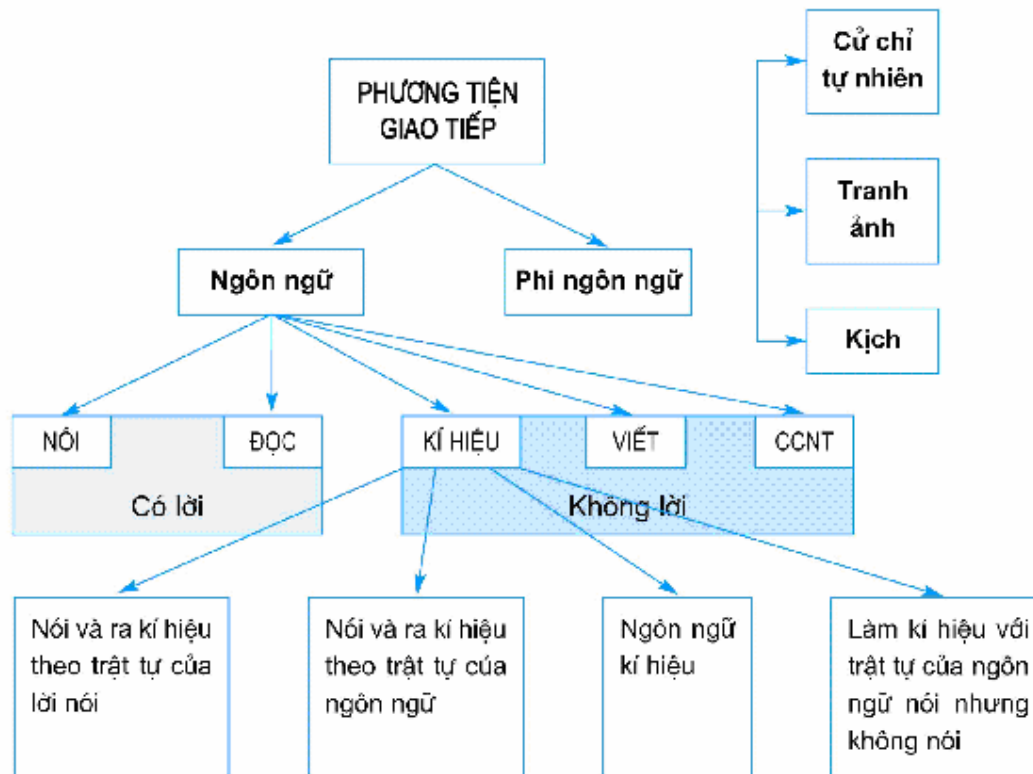 PHƯƠNG TIỆN
GIAO TIẾP
Cử chỉ
tự nhiên
Tranh
ảnh
Kịch
Ngôn ngữ
Phi ngôn ngữ
NÓI
ĐỌC
KÍ HIỆU
VIẾT
CCNT
Có lời
Không lời
Nói và ra kí hiệu
theo trật tự của
lời nói
Nói và ra kí hiệu
theo trật tự của
ngôn ngữ
Ngôn ngữ
kí hiệu
Làm kí hiệu với
trật tự của ngôn
ngữ nói nhưng
không nói